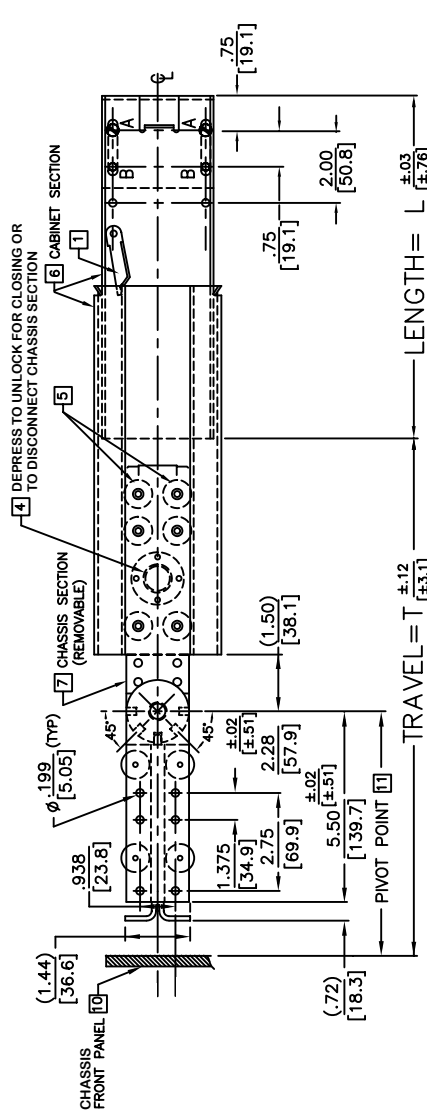 4 DEPRESS TO UNLOCK FOR CLOSING OR
TO DISCONNECT CHASSIS SECTION
6 CABINET SECTION
1
5
7 CHASSIS SECTION
(REMOVABLE)
CHASSIS
FRONT PANEL 10
(1.44)
[36.6]
.938
[23.8]
Ø.199 (TYP)
[5.05]
45°
45°
A
A
B
B
CL
.75
[19.1]
2.00
[50.8]
.75
[19.1]
(1.50)
[38.1]
1.375
[34.9]
±.02
[±.51]
2.28
[57.9]
2.75
[69.9]
5.50 ±.02
[139.7] [±.51]
PIVOT POINT 11
(.72)
[18.3]
TRAVEL= T ±.12
[±3.1]
LENGTH= L ±.03
[±.76]